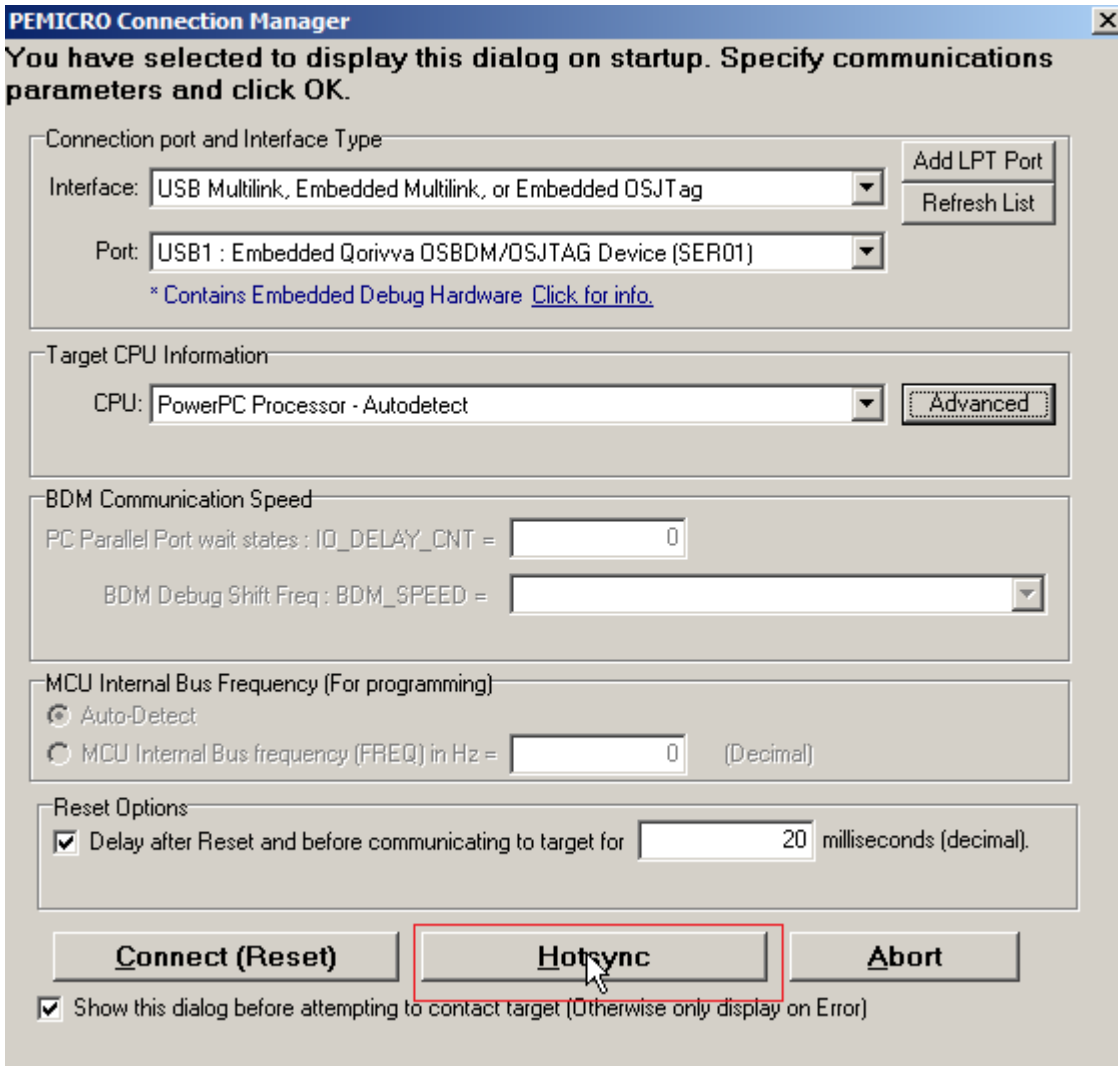 PEMICRO Connection Manager
You have selected to display this dialog on startup. Specify communications
parameters and click OK.
Connection port and Interface Type
Add LPT Port
Interface: USB Multilink, Embedded Multilink, or Embedded OSJTag
Refresh List
Port: USB1 : Embedded Qorivva OSBDM/OSJTAG Device (SER01)
* Contains Embedded Debug Hardware Click for info.
Target CPU Information
CPU: PowerPC Processor - Autodetect Advanced
BDM Communication Speed
PC Parallel Port wait states : IO_DELAY_CNT = 0
BDM Debug Shift Freq : BDM_SPEED =
MCU Internal Bus Frequency (For programming)
Auto-Detect
MCU Internal Bus frequency (FREQ) in Hz = 0 (Decimal)
Reset Options
Delay after Reset and before communicating to target for 20 milliseconds (decimal).
Connect (Reset) Hotsync Abort
Show this dialog before attempting to contact target (Otherwise only display on Error)